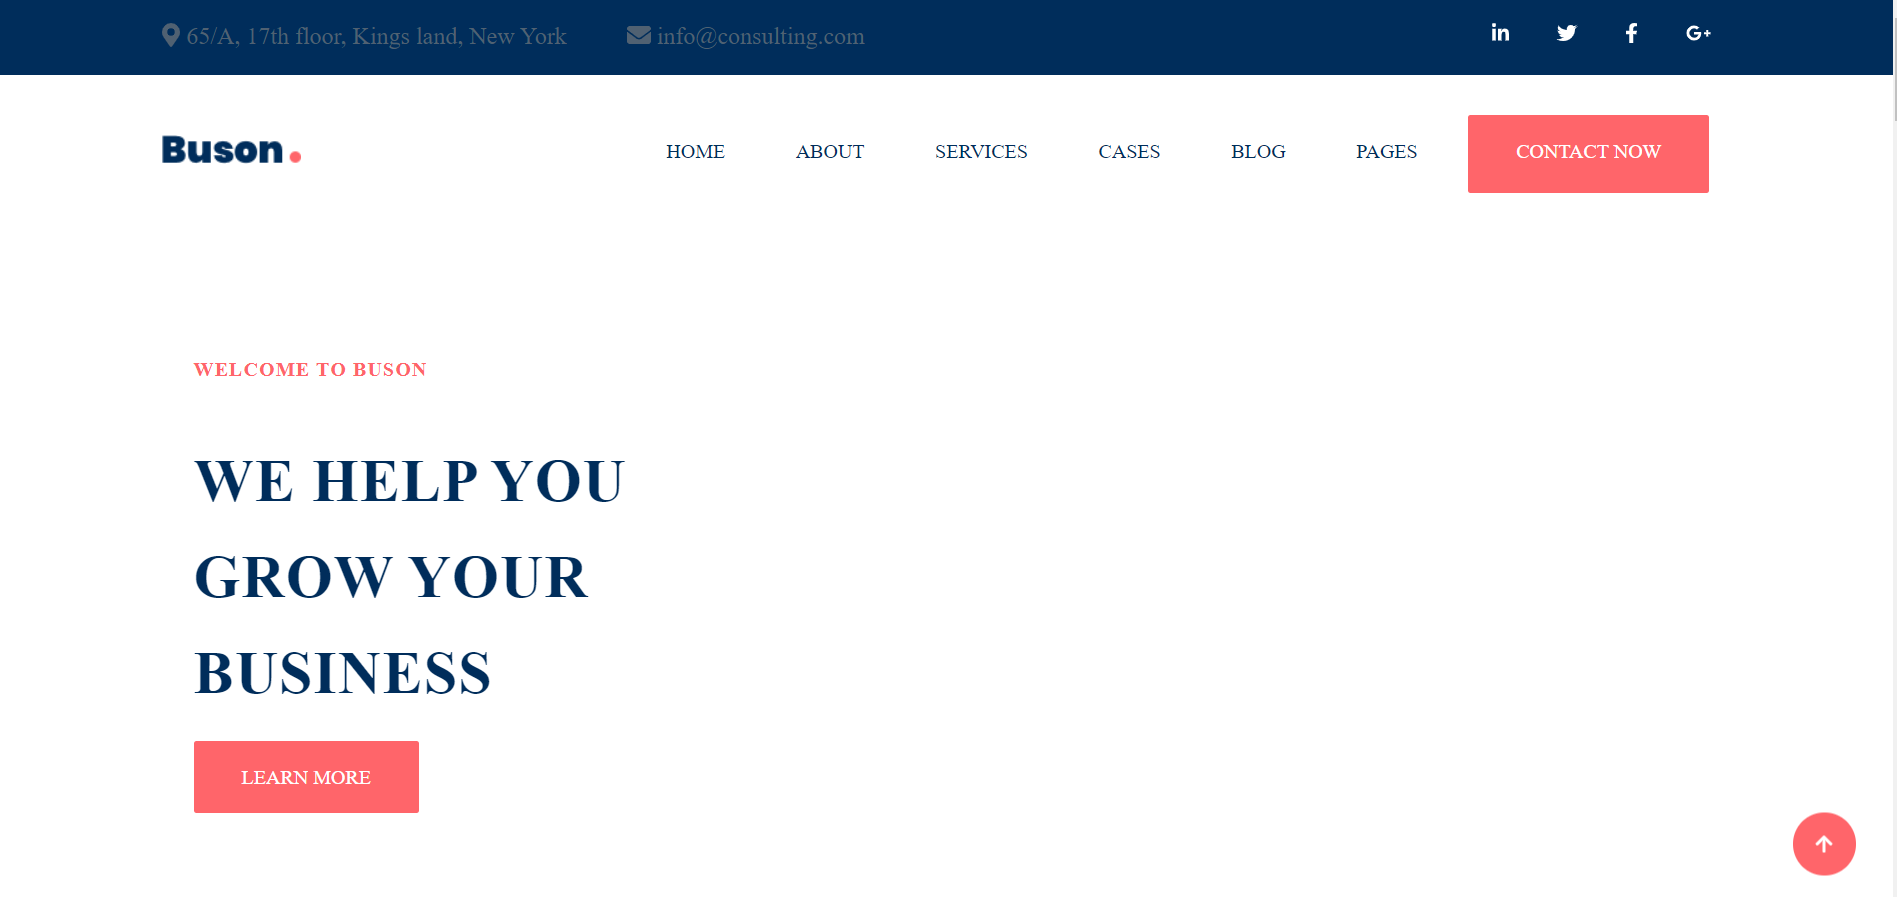 65/A, 17th floor, Kings land, New York info@consulting.com
Buson.
HOME ABOUT SERVICES CASES BLOG PAGES CONTACT NOW
WELCOME TO BUSON
WE HELP YOU
GROW YOUR
BUSINESS
LEARN MORE